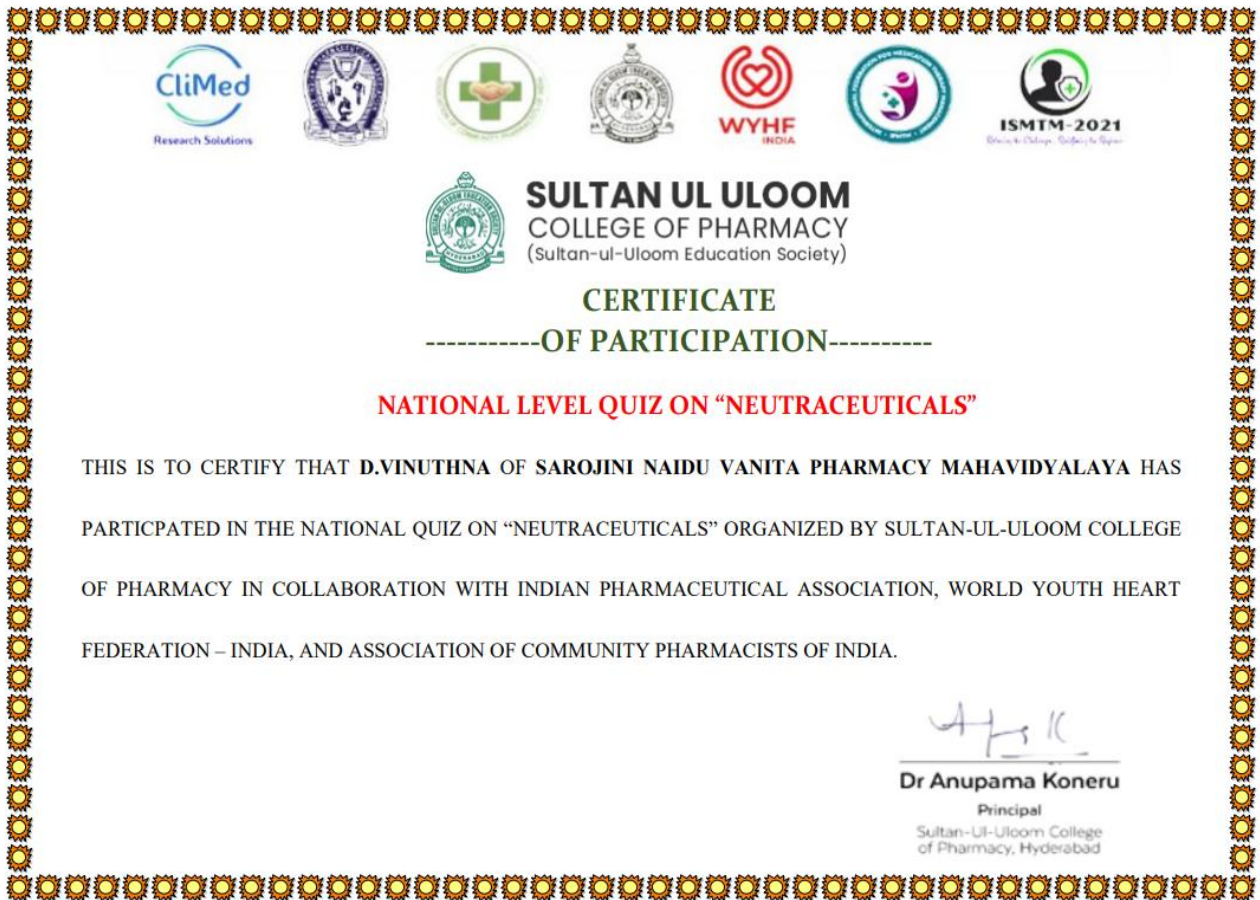 CliMed
Research Solutions
WYHF
INDIA
ISMTM-2021
SULTAN UL ULOOM
COLLEGE OF PHARMACY
(Sultan-ul-Uloom Education Society)
CERTIFICATE
-----------OF PARTICIPATION----------
NATIONAL LEVEL QUIZ ON “NEUTRACEUTICALS”
THIS IS TO CERTIFY THAT D.VINUTHNA OF SAROJINI NAIDU VANITA PHARMACY MAHAVIDYALAYA HAS
PARTICPATED IN THE NATIONAL QUIZ ON “NEUTRACEUTICALS” ORGANIZED BY SULTAN-UL-ULOOM COLLEGE
OF PHARMACY IN COLLABORATION WITH INDIAN PHARMACEUTICAL ASSOCIATION, WORLD YOUTH HEART
FEDERATION – INDIA, AND ASSOCIATION OF COMMUNITY PHARMACISTS OF INDIA.
Dr Anupama Koneru
Principal
Sultan-Ul-Uloom College
of Pharmacy, Hyderabad